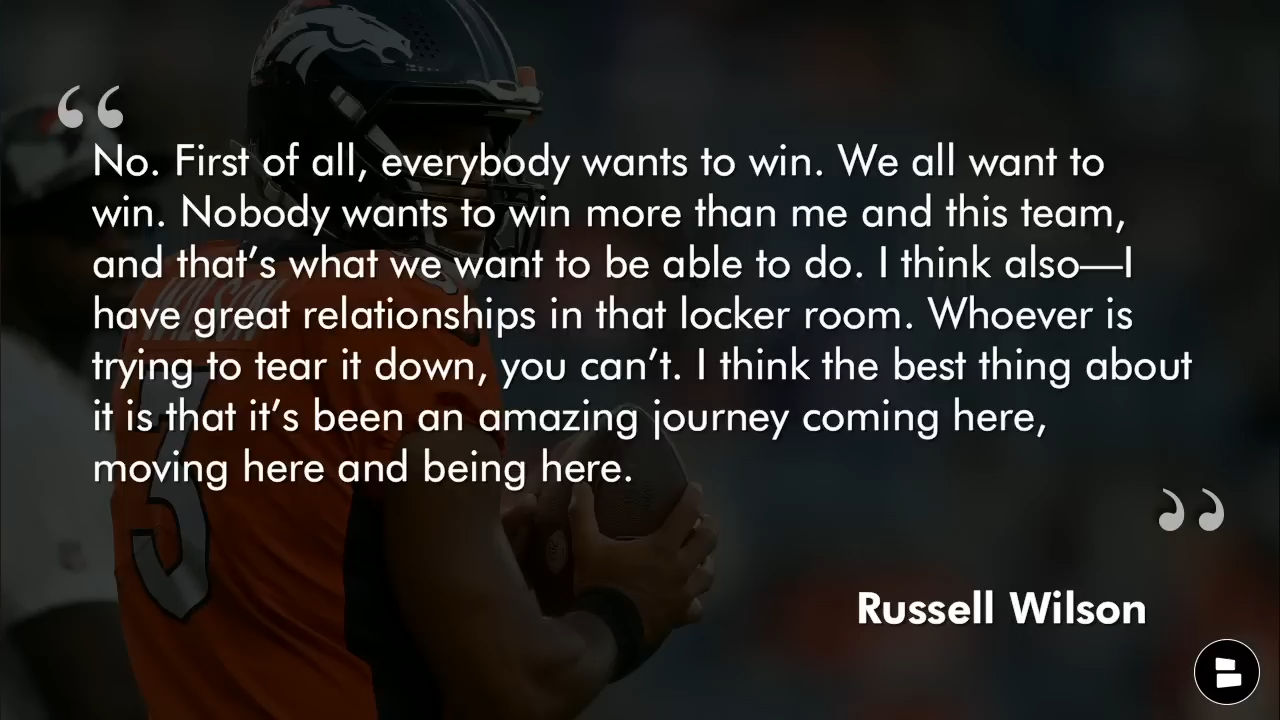 “
No. First of all, everybody wants to win. We all want to
win. Nobody wants to win more than me and this team,
and that’s what we want to be able to do. I think also—I
have great relationships in that locker room. Whoever is
trying to tear it down, you can’t. I think the best thing about
it is that it’s been an amazing journey coming here,
moving here and being here.
”
Russell Wilson
WILSON
3